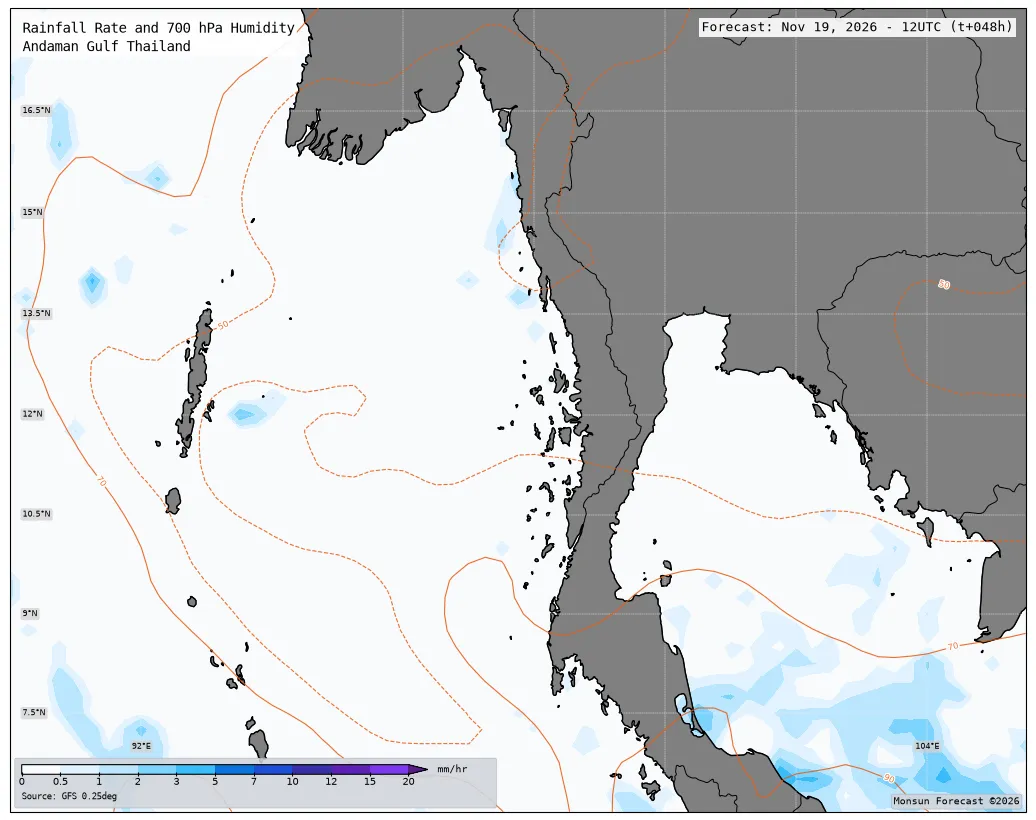 Rainfall Rate and 700 hPa Humidity
Andaman Gulf Thailand
Forecast: Nov 19, 2026 - 12UTC (t+048h)
16.5°N
15°N
50
13.5°N
50
12°N
70
10.5°N
9°N
70
7.5°N
92°E
104°E
90
0 0.5 1 2 3 5 7 10 12 15 20 mm/hr
Source: GFS 0.25deg
Monsun Forecast ©2026